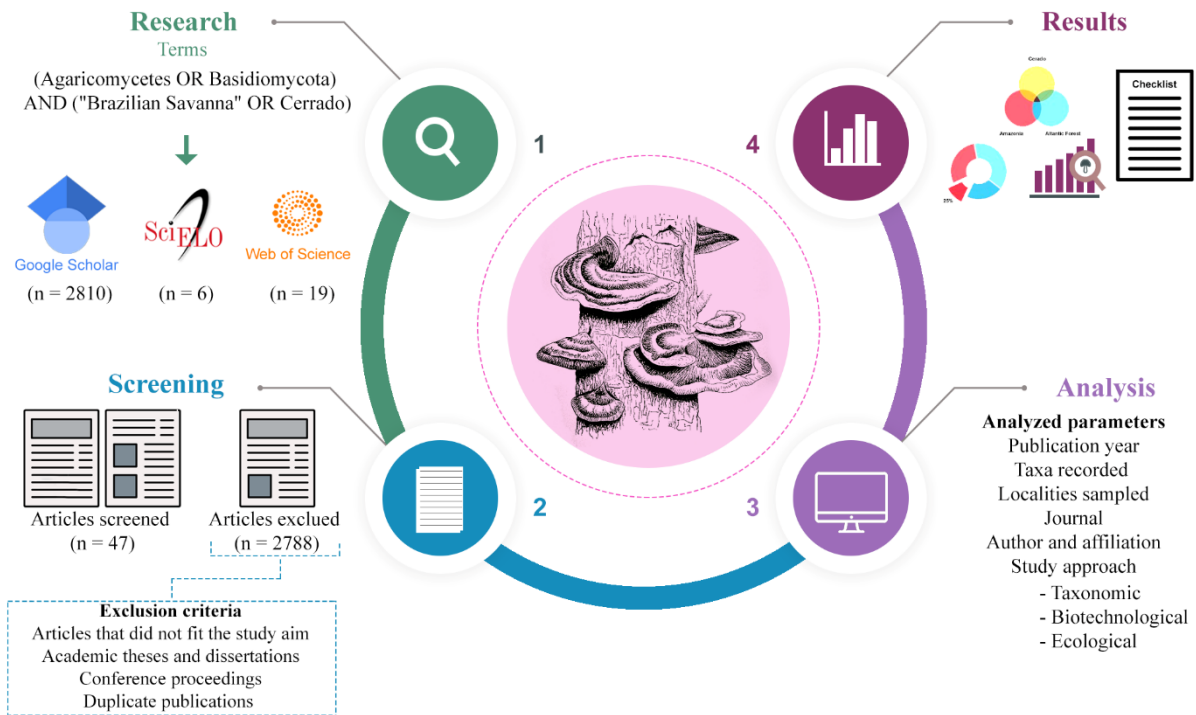 Research
Terms
(Agaricomycetes OR Basidiomycota)
AND ("Brazilian Savanna" OR Cerrado)
Google Scholar
(n = 2810)
SciELO
(n = 6)
Web of Science
(n = 19)
1
Screening
Articles screened
(n = 47)
Articles exclued
(n = 2788)
Exclusion criteria
Articles that did not fit the study aim
Academic theses and dissertations
Conference proceedings
Duplicate publications
2
3
Analysis
Analyzed parameters
Publication year
Taxa recorded
Localities sampled
Journal
Author and affiliation
Study approach
- Taxonomic
- Biotechnological
- Ecological
4
Results
Cerrado
Amazonia
Atlantic Forest
25%
Checklist